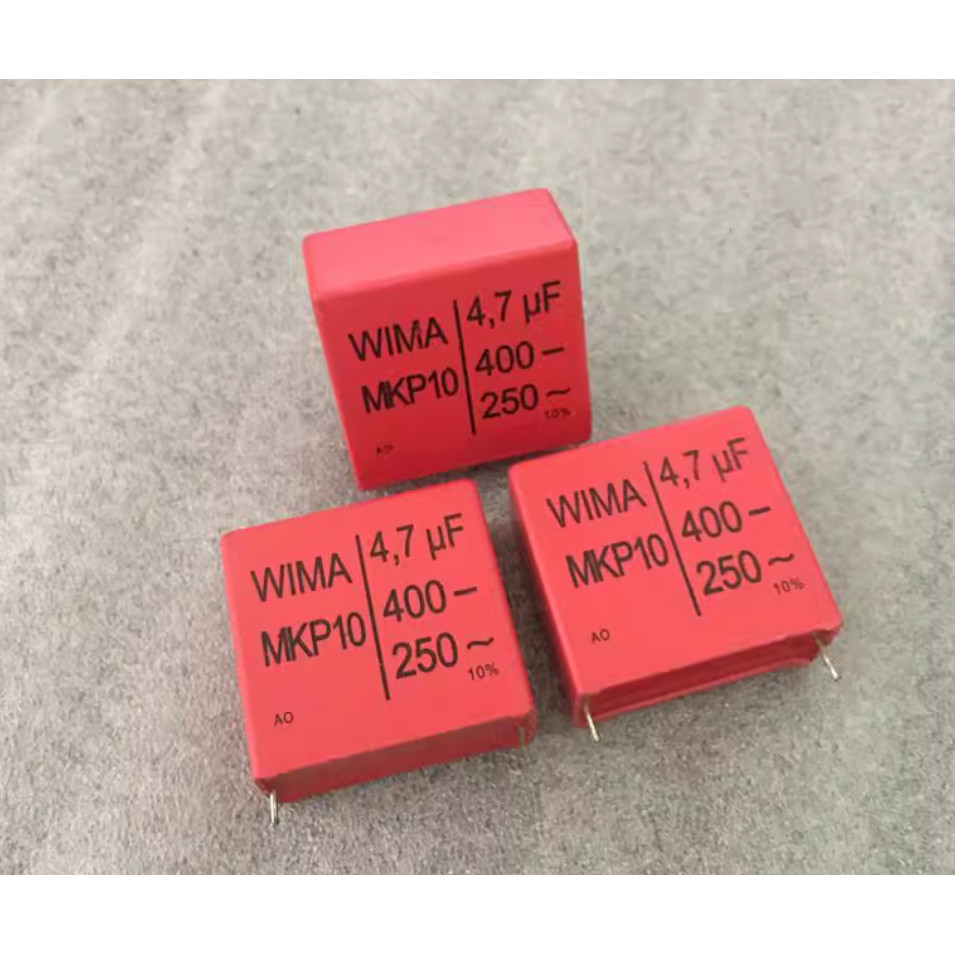 WIMA
MKP10
4,7 µF
400 –
250 ~
10%
AO
WIMA
MKP10
4,7 µF
400 –
250 ~
10%
AO
WIMA
MKP10
4,7 µF
400 –
250 ~
10%
AO